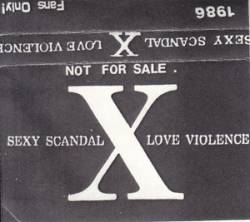 1986 Fans Only!
SEXY SCANDAL X LOVE VIOLENCE
NOT FOR SALE .
SEXY SCANDAL X LOVE VIOLENCE